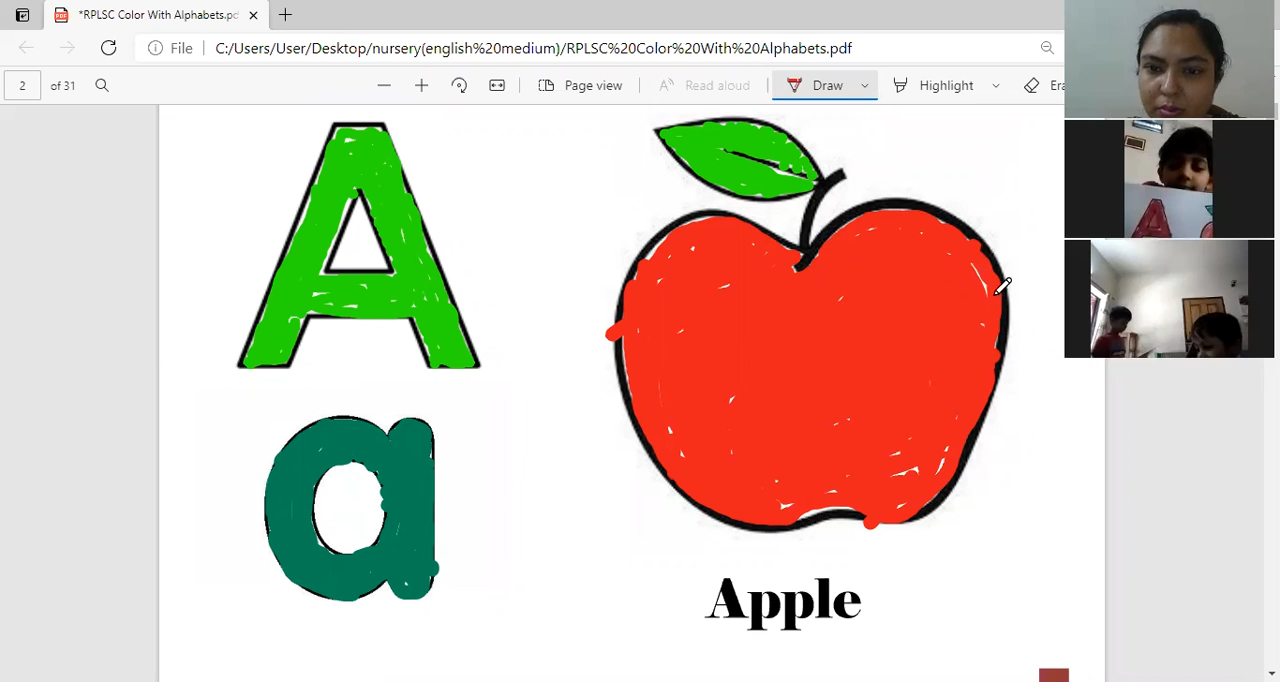 *RPLSC Color With Alphabets.pd
File C:/Users/User/Desktop/nursery(english%20medium)/RPLSC%20Color%20With%20Alphabets.pdf
2 of 31 Page view Read aloud Draw Highlight Era
A
a
Apple
A